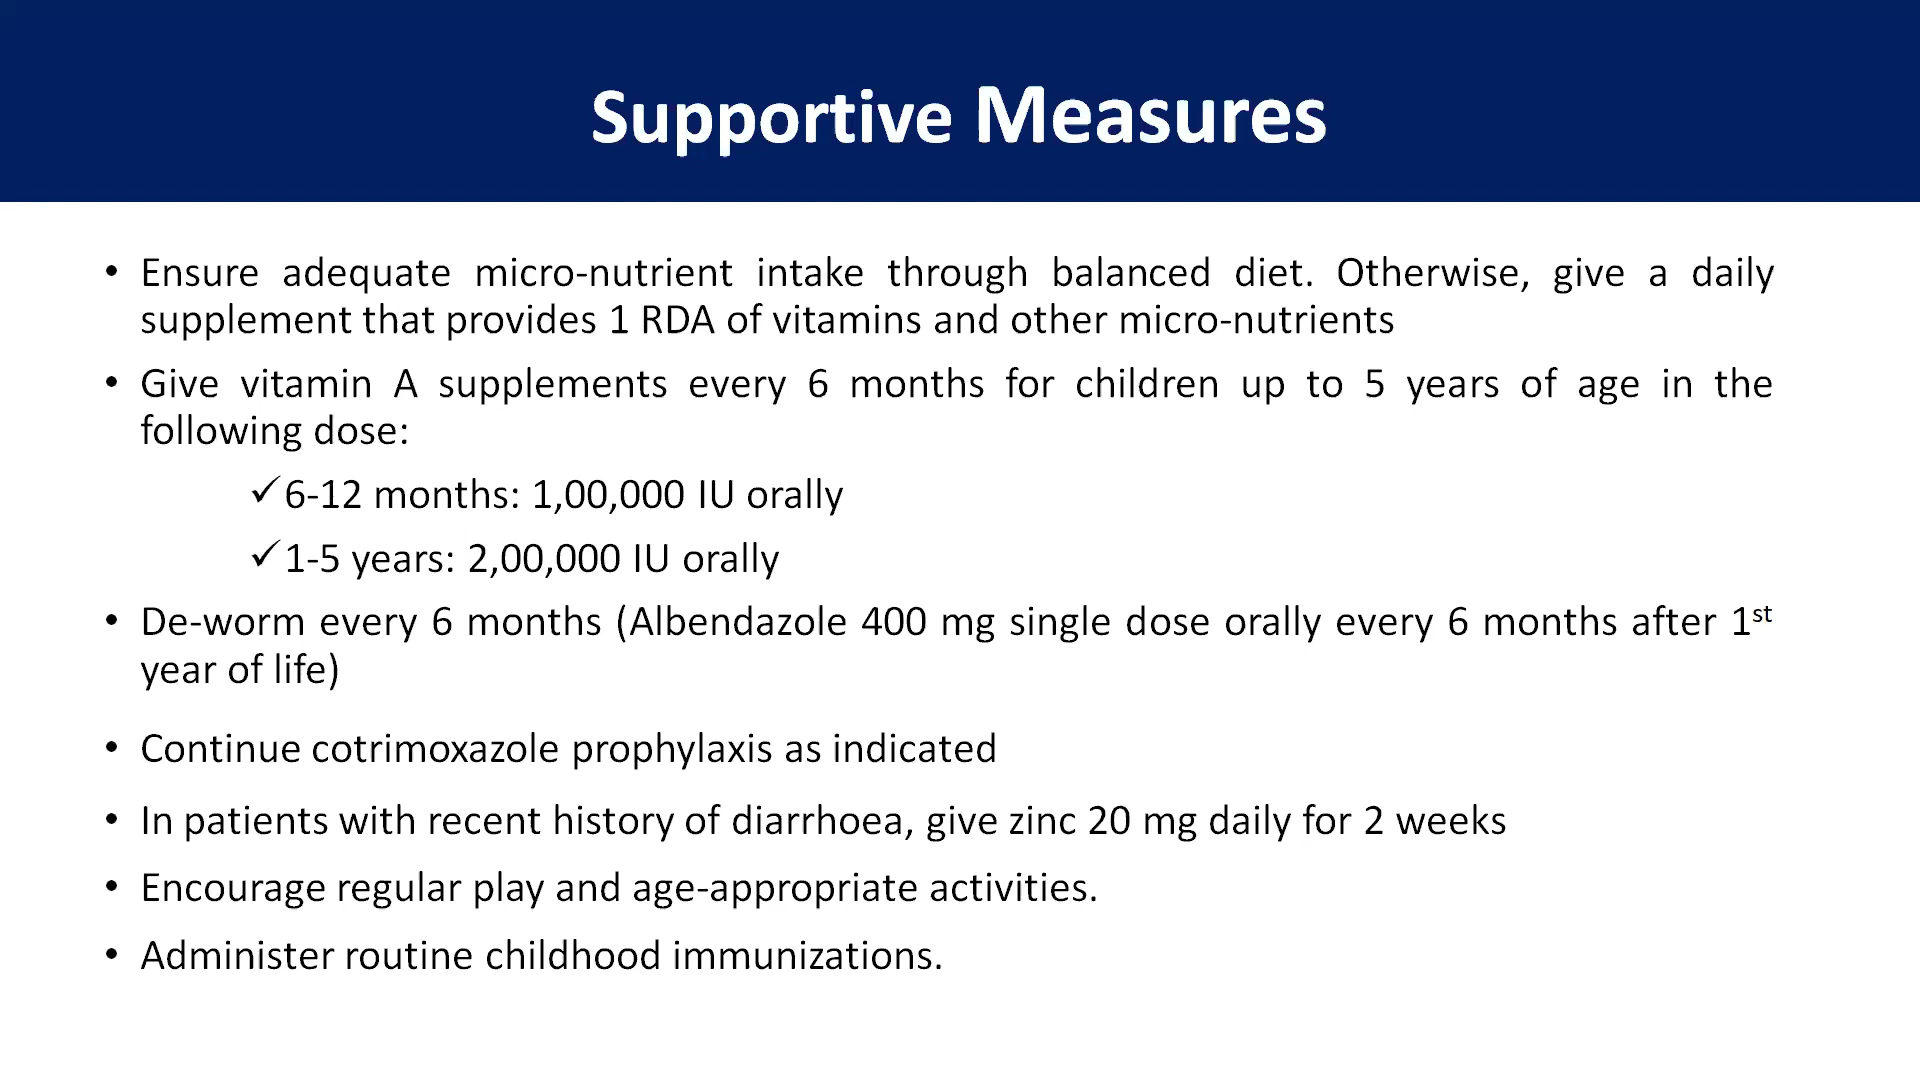 Supportive Measures
• Ensure adequate micro-nutrient intake through balanced diet. Otherwise, give a daily
supplement that provides 1 RDA of vitamins and other micro-nutrients
• Give vitamin A supplements every 6 months for children up to 5 years of age in the
following dose:
✓6-12 months: 1,00,000 IU orally
✓1-5 years: 2,00,000 IU orally
• De-worm every 6 months (Albendazole 400 mg single dose orally every 6 months after 1st
year of life)
• Continue cotrimoxazole prophylaxis as indicated
• In patients with recent history of diarrhoea, give zinc 20 mg daily for 2 weeks
• Encourage regular play and age-appropriate activities.
• Administer routine childhood immunizations.